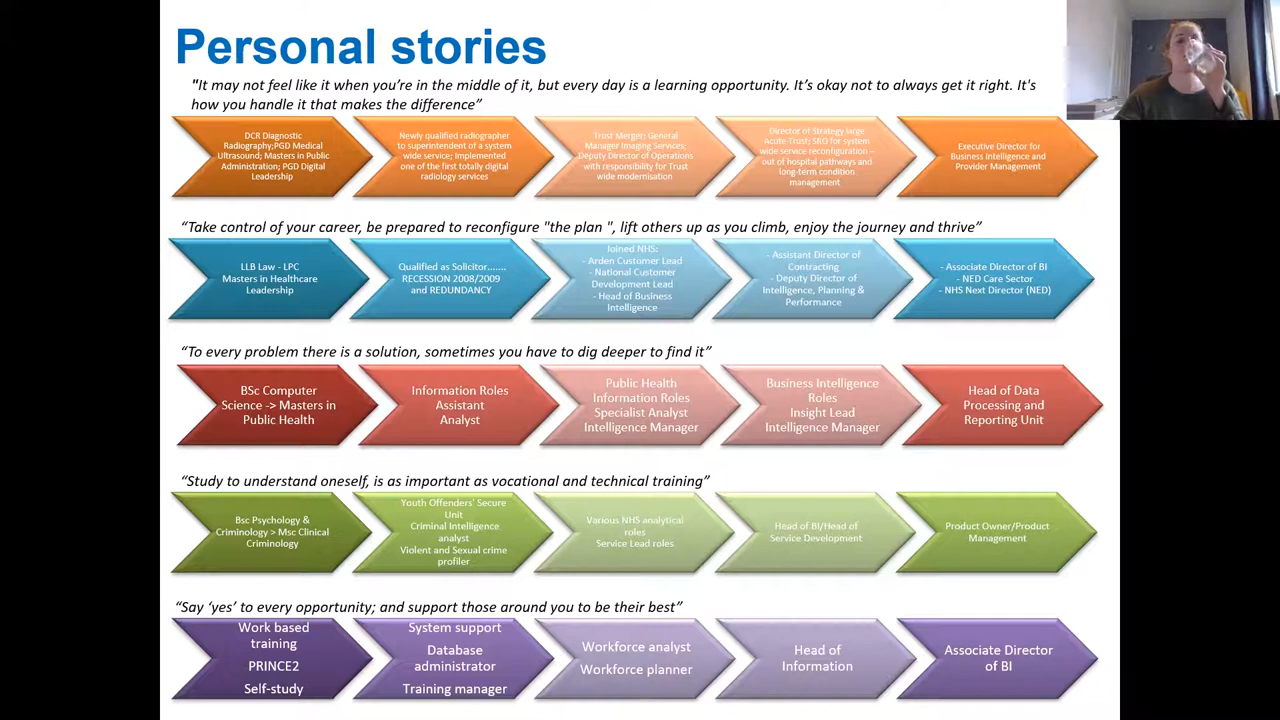 Personal stories
"It may not feel like it when you're in the middle of it, but every day is a learning opportunity. It's okay not to always get it right. It's
how you handle it that makes the difference"
DCR Diagnostic
Radiography;PGD Medical
Ultrasound; Masters in Public
Administration; PGD Digital
Leadership
Newly qualified radiographer
to superintendent of a system
wide service; Implemented
one of the first totally digital
radiology services
Trust Merger; General
Manager Imaging Services;
Deputy Director of Operations
with responsibility for Trust
wide modernisation
Director of Strategy large
Acute Trust; SRO for system
wide service reconfiguration –
out of hospital pathways and
long-term condition
management
Executive Director for
Business Intelligence and
Provider Management
"Take control of your career, be prepared to reconfigure "the plan ", lift others up as you climb, enjoy the journey and thrive"
LLB Law - LPC
Masters in Healthcare
Leadership
Qualified as Solicitor.......
RECESSION 2008/2009
and REDUNDANCY
Joined NHS:
- Arden Customer Lead
- National Customer
Development Lead
- Head of Business
Intelligence
- Assistant Director of
Contracting
- Deputy Director of
Intelligence, Planning &
Performance
- Associate Director of BI
- NED Care Sector
- NHS Next Director (NED)
"To every problem there is a solution, sometimes you have to dig deeper to find it"
BSc Computer
Science -> Masters in
Public Health
Information Roles
Assistant
Analyst
Public Health
Information Roles
Specialist Analyst
Intelligence Manager
Business Intelligence
Roles
Insight Lead
Intelligence Manager
Head of Data
Processing and
Reporting Unit
"Study to understand oneself, is as important as vocational and technical training"
Bsc Psychology &
Criminology > Msc Clinical
Criminology
Youth Offenders' Secure
Unit
Criminal Intelligence
analyst
Violent and Sexual crime
profiler
Various NHS analytical
roles
Service Lead roles
Head of BI/Head of
Service Development
Product Owner/Product
Management
"Say 'yes' to every opportunity; and support those around you to be their best"
Work based
training
PRINCE2
Self-study
System support
Database
administrator
Training manager
Workforce analyst
Workforce planner
Head of
Information
Associate Director
of BI